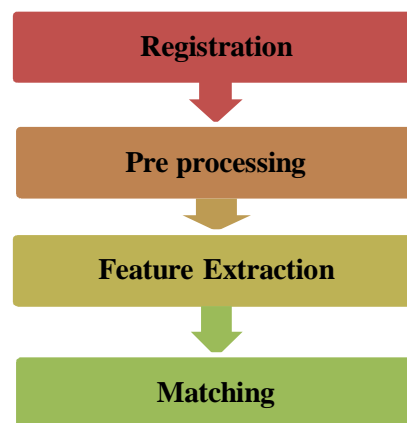 Registration
Pre processing
Feature Extraction
Matching